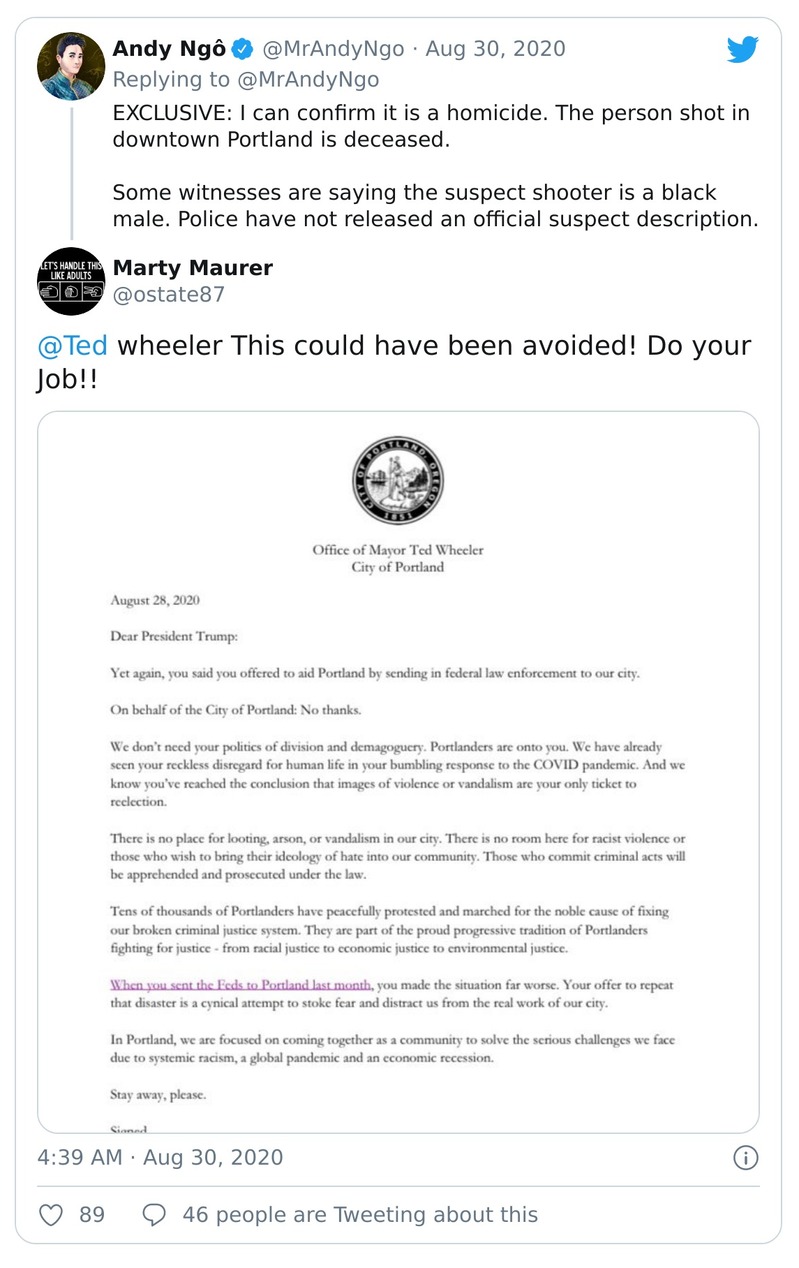 Andy Ngô @MrAndyNgo · Aug 30, 2020
Replying to @MrAndyNgo
EXCLUSIVE: I can confirm it is a homicide. The person shot in
downtown Portland is deceased.
Some witnesses are saying the suspect shooter is a black
male. Police have not released an official suspect description.
LET'S HANDLE THIS
LIKE ADULTS
Marty Maurer
@ostate87
@Ted wheeler This could have been avoided! Do your
Job!!
CITY OF PORTLAND, OREGON
1851
Office of Mayor Ted Wheeler
City of Portland
August 28, 2020
Dear President Trump:
Yet again, you said you offered to aid Portland by sending in federal law enforcement to our city.
On behalf of the City of Portland: No thanks.
We don't need your politics of division and demagoguery. Portlanders are onto you. We have already
seen your reckless disregard for human life in your bumbling response to the COVID pandemic. And we
know you've reached the conclusion that images of violence or vandalism are your only ticket to
reelection.
There is no place for looting, arson, or vandalism in our city. There is no room here for racist violence or
those who wish to bring their ideology of hate into our community. Those who commit criminal acts will
be apprehended and prosecuted under the law.
Tens of thousands of Portlanders have peacefully protested and marched for the noble cause of fixing
our broken criminal justice system. They are part of the proud progressive tradition of Portlanders
fighting for justice - from racial justice to economic justice to environmental justice.
When you sent the Feds to Portland last month, you made the situation far worse. Your offer to repeat
that disaster is a cynical attempt to stoke fear and distract us from the real work of our city.
In Portland, we are focused on coming together as a community to solve the serious challenges we face
due to systemic racism, a global pandemic and an economic recession.
Stay away, please.
Signed
4:39 AM · Aug 30, 2020
89 46 people are Tweeting about this